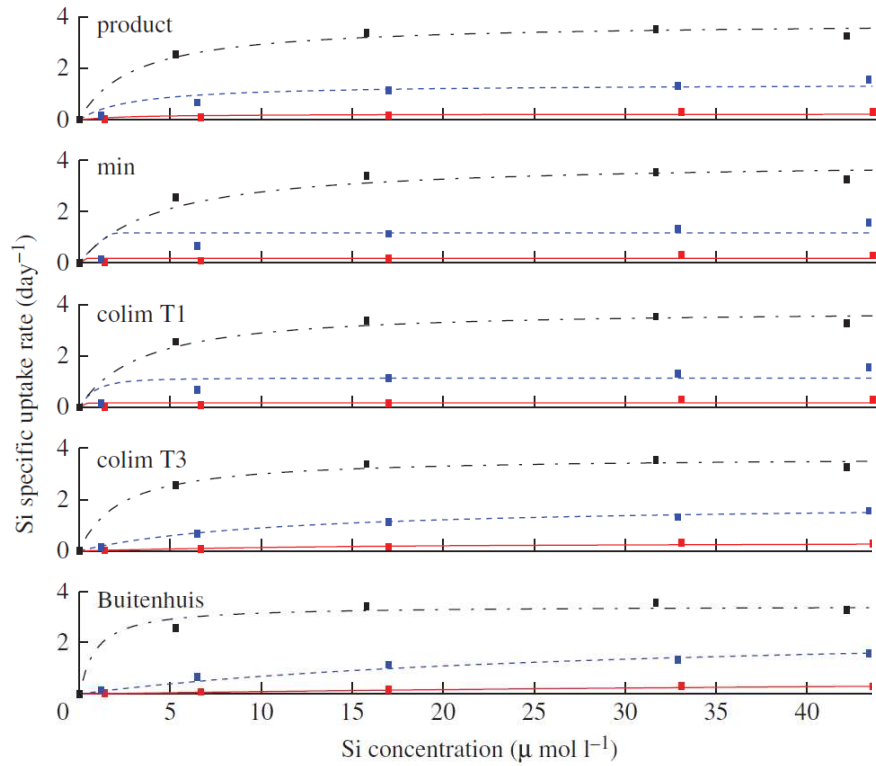 product
4
2
0
min
4
2
0
colim T1
4
2
0
colim T3
4
2
0
Buitenhuis
4
2
0 5 10 15 20 25 30 35 40
Si concentration (μ mol l⁻¹)
Si specific uptake rate (day⁻¹)